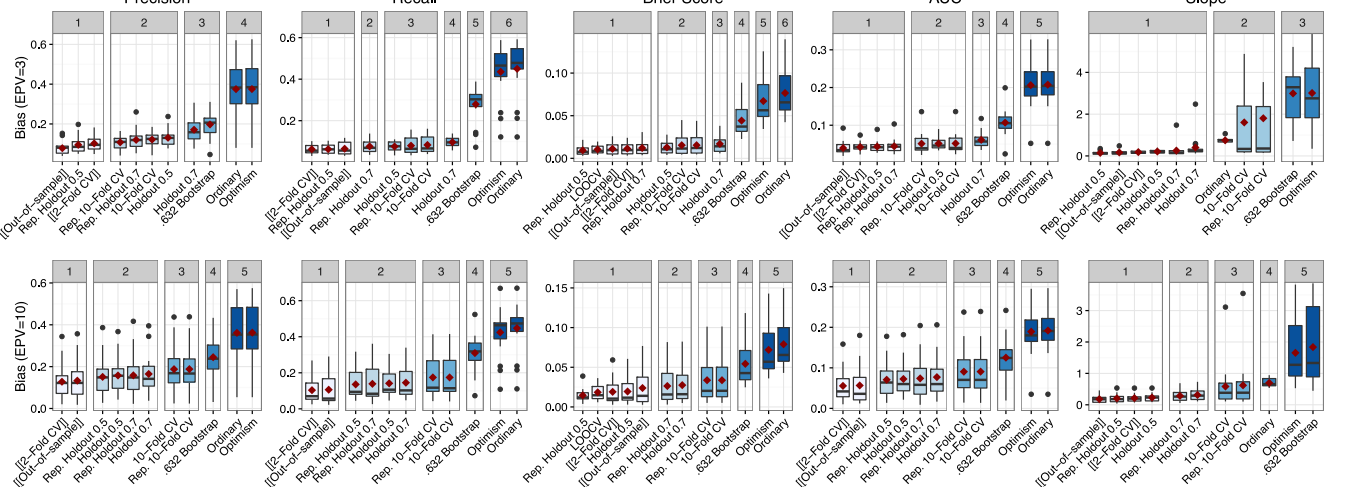 Precision
Recall
Brier Score
AUC
Slope
1 2 3 4
1 2 3 4 5 6
1 2 3 4 5 6
1 2 3 4 5
1 2 3
Bias (EPV=3)
0.6
0.4
0.2
0.6
0.4
0.2
0.10
0.05
0.00
0.3
0.2
0.1
4
2
0
[[Out-of-sample]]
Rep. Holdout 0.5
[[2-Fold CV]]
Rep. 10-Fold CV
Rep. Holdout 0.7
10-Fold CV
Holdout 0.5
Holdout 0.7
.632 Bootstrap
Ordinary
Optimism
[[2-Fold CV]]
Rep. Holdout 0.5
[[Out-of-sample]]
Rep. Holdout 0.7
Holdout 0.5
Rep. 10-Fold CV
10-Fold CV
Holdout 0.7
.632 Bootstrap
Optimism
Ordinary
Rep. Holdout 0.5
LOOCV
[[Out-of-sample]]
[[2-Fold CV]]
Rep. Holdout 0.7
Holdout 0.5
Rep. 10-Fold CV
10-Fold CV
Holdout 0.7
.632 Bootstrap
Optimism
Ordinary
[[Out-of-sample]]
[[2-Fold CV]]
Rep. Holdout 0.5
Rep. Holdout 0.7
Rep. 10-Fold CV
Holdout 0.5
10-Fold CV
Holdout 0.7
.632 Bootstrap
Optimism
Ordinary
Rep. Holdout 0.5
[[Out-of-sample]]
[[2-Fold CV]]
Rep. Holdout 0.7
Holdout 0.5
Holdout 0.7
Ordinary
Rep. 10-Fold CV
10-Fold CV
.632 Bootstrap
Optimism
1 2 3 4 5
1 2 3 4 5
1 2 3 4 5
1 2 3 4 5
1 2 3 4 5
Bias (EPV=10)
0.6
0.4
0.2
0.0
0.6
0.4
0.2
0.0
0.15
0.10
0.05
0.00
0.3
0.2
0.1
0.0
3
2
1
0
[[2-Fold CV]]
[[Out-of-sample]]
Rep. Holdout 0.5
Holdout 0.5
Rep. Holdout 0.7
Holdout 0.7
10-Fold CV
Rep. 10-Fold CV
.632 Bootstrap
Ordinary
Optimism
[[2-Fold CV]]
[[Out-of-sample]]
Rep. Holdout 0.5
Rep. Holdout 0.7
Holdout 0.5
Holdout 0.7
Rep. 10-Fold CV
10-Fold CV
.632 Bootstrap
Optimism
Ordinary
Rep. Holdout 0.5
LOOCV
[[2-Fold CV]]
Holdout 0.5
[[Out-of-sample]]
Rep. Holdout 0.7
Holdout 0.7
Rep. 10-Fold CV
10-Fold CV
.632 Bootstrap
Optimism
Ordinary
[[2-Fold CV]]
[[Out-of-sample]]
Rep. Holdout 0.5
Holdout 0.5
Rep. Holdout 0.7
Holdout 0.7
Rep. 10-Fold CV
10-Fold CV
.632 Bootstrap
Optimism
Ordinary
[[Out-of-sample]]
Rep. Holdout 0.5
[[2-Fold CV]]
Holdout 0.5
Rep. Holdout 0.7
Holdout 0.7
10-Fold CV
Rep. 10-Fold CV
Ordinary
Optimism
.632 Bootstrap